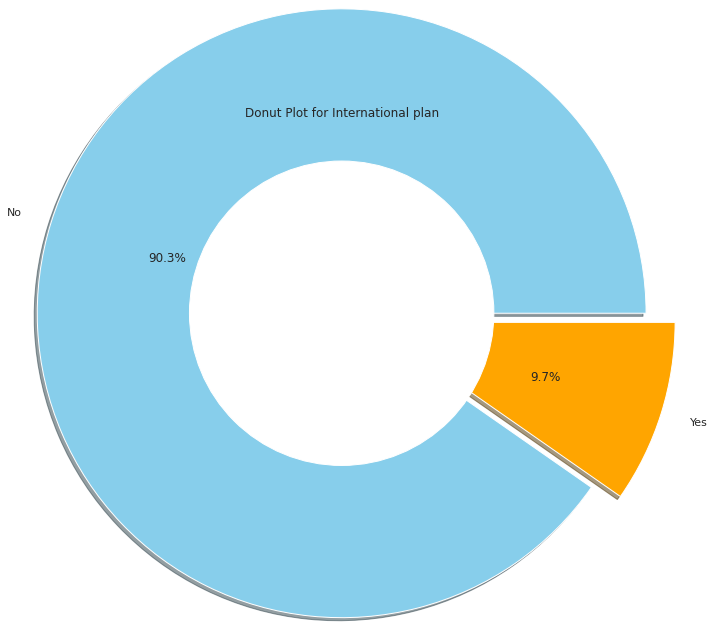 Donut Plot for International plan
No
90.3%
9.7%
Yes